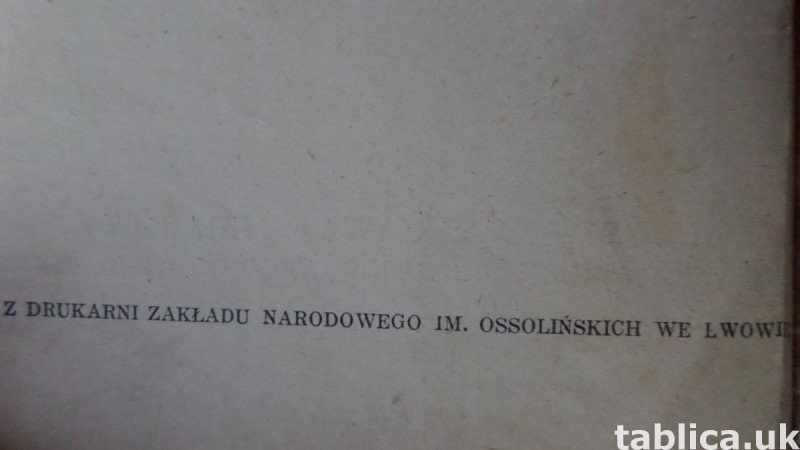 Z DRUKARNI ZAKŁADU NARODOWEGO IM. OSSOLIŃSKICH WE LWOWIE
tablica.uk